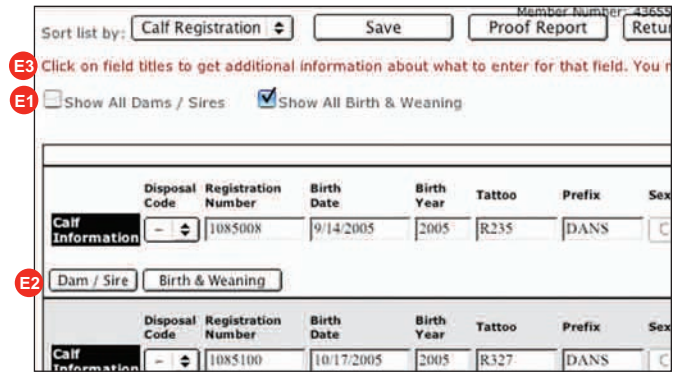 Member Number: 43655
Sort list by: Calf Registration Save Proof Report
E3 Click on field titles to get additional information about what to enter for that field. You
E1 Show All Dams / Sires Show All Birth & Weaning
Disposal Code Registration Number Birth Date Birth Year Tattoo Prefix Sex
Calf Information - 1085008 9/14/2005 2005 R235 DANS C
E2 Dam / Sire Birth & Weaning
Disposal Code Registration Number Birth Date Birth Year Tattoo Prefix Sex
Calf Information - 1085100 10/17/2005 2005 R327 DANS C